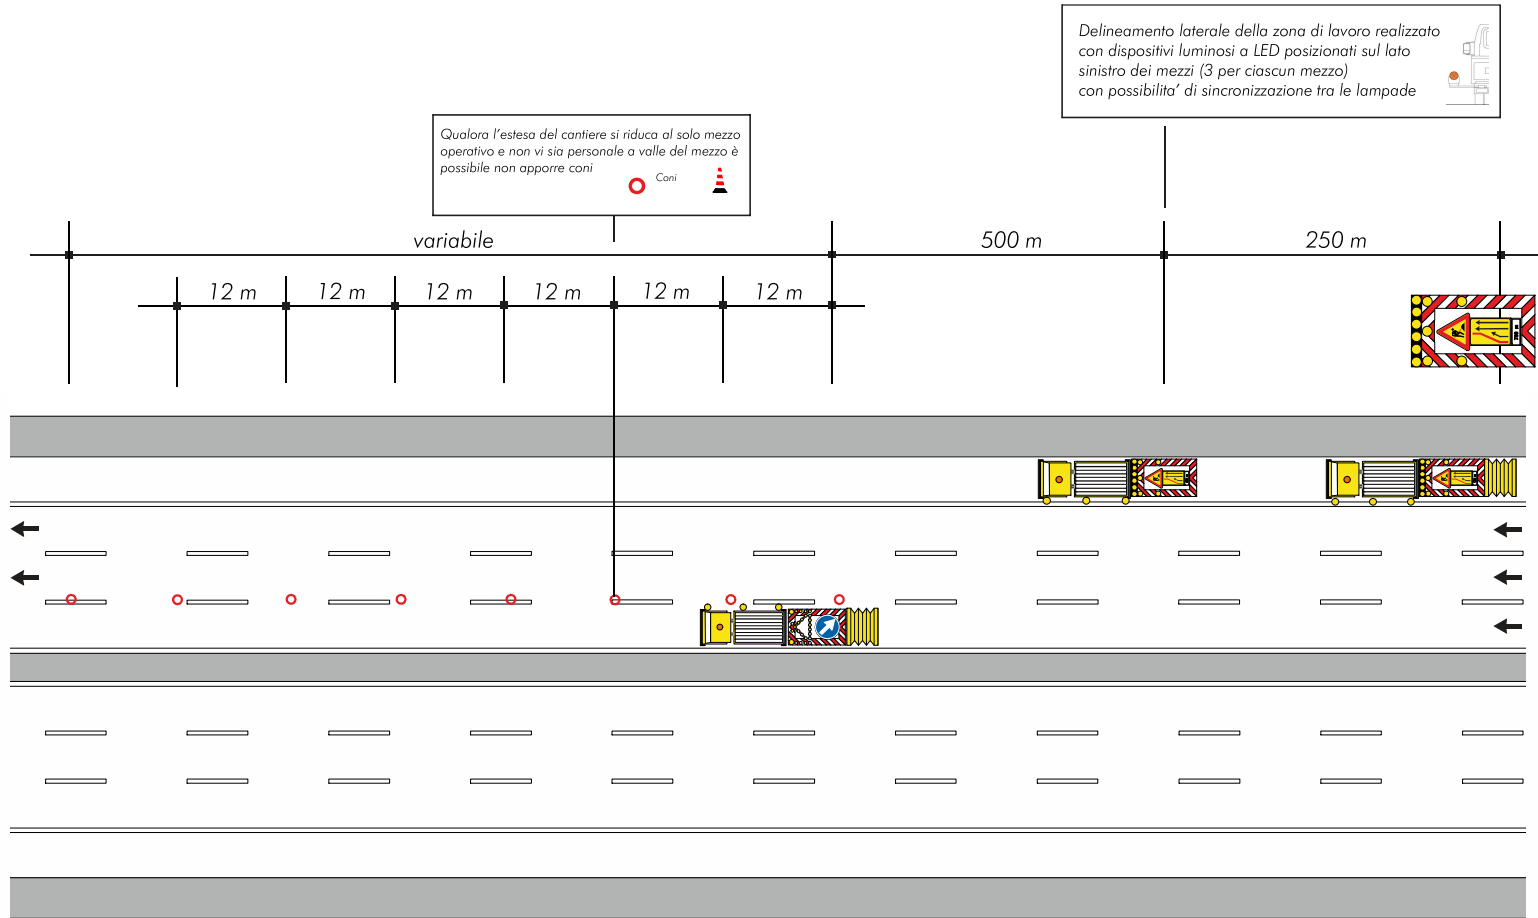 Delineamento laterale della zona di lavoro realizzato
con dispositivi luminosi a LED posizionati sul lato
sinistro dei mezzi (3 per ciascun mezzo)
con possibilita’ di sincronizzazione tra le lampade
Qualora l’estesa del cantiere si riduca al solo mezzo
operativo e non vi sia personale a valle del mezzo è
possibile non apporre coni
Coni
variabile
500 m
250 m
12 m
12 m
12 m
12 m
12 m
12 m